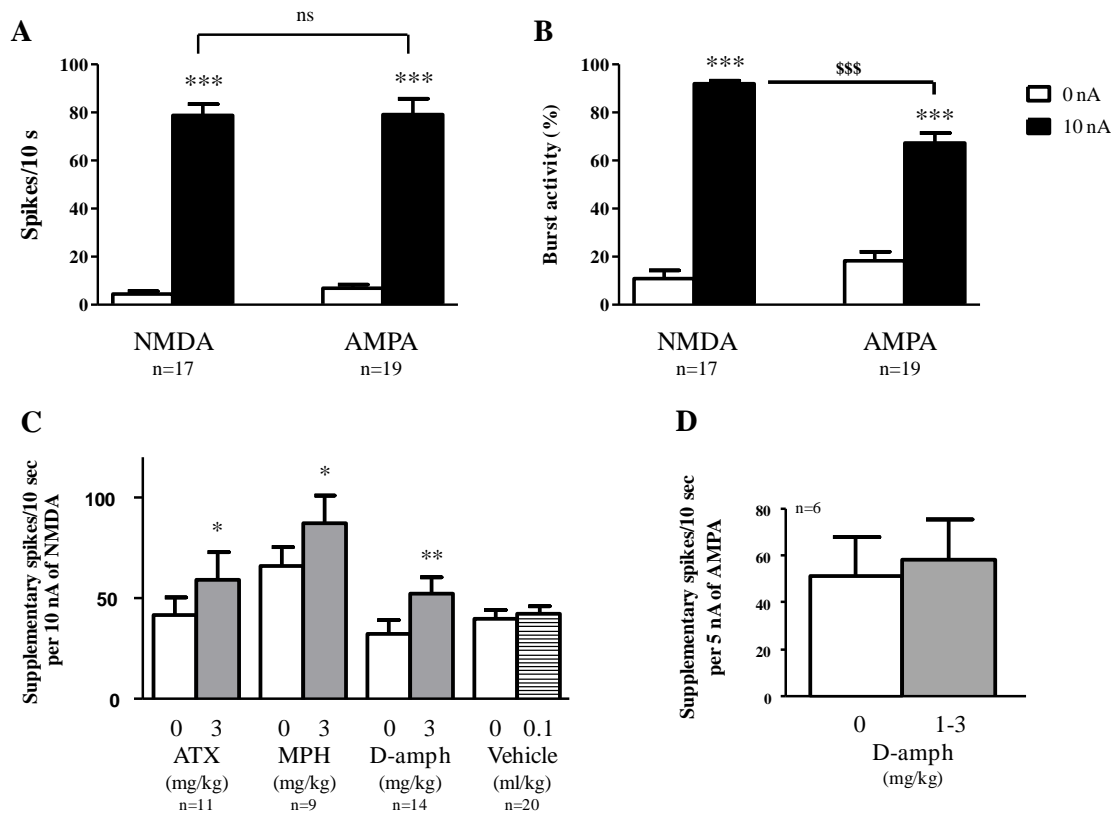 A
ns
***
***
100
80
60
40
20
0
Spikes/10 s
NMDA
AMPA
n=17
n=19
B
***
$$$
***
100
80
60
40
20
0
Burst activity (%)
NMDA
AMPA
n=17
n=19
0 nA
10 nA
C
Supplementary spikes/10 sec
per 10 nA of NMDA
100
50
0
*
*
**
0 3 0 3 0 3 0 0.1
ATX MPH D-amph Vehicle
(mg/kg) (mg/kg) (mg/kg) (ml/kg)
n=11 n=9 n=14 n=20
D
Supplementary spikes/10 sec
per 5 nA of AMPA
80
60
40
20
0
n=6
0 1-3
D-amph
(mg/kg)